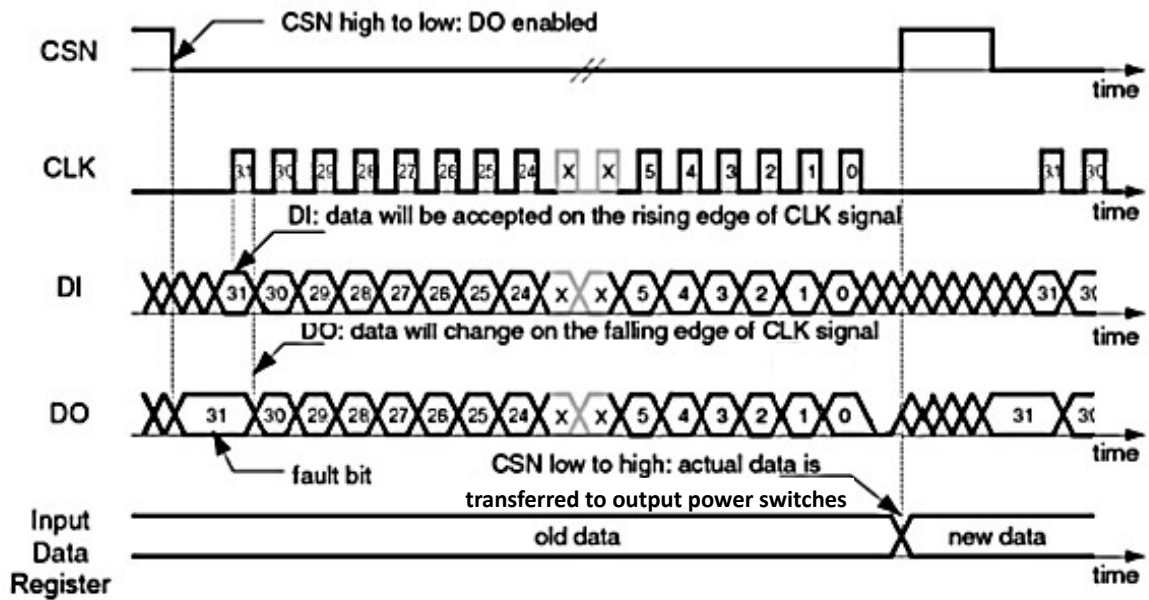 CSN high to low: DO enabled
CSN
time
CLK
31 30 29 28 27 26 25 24 X X 5 4 3 2 1 0 31 30
DI: data will be accepted on the rising edge of CLK signal
DI
31 30 29 28 27 26 25 24 X X 5 4 3 2 1 0 31 30
DO: data will change on the falling edge of CLK signal
time
DO
31 30 29 28 27 26 25 24 X X 5 4 3 2 1 0 31 30
time
fault bit
CSN low to high: actual data is
transferred to output power switches
Input
Data
Register
old data
new data
time